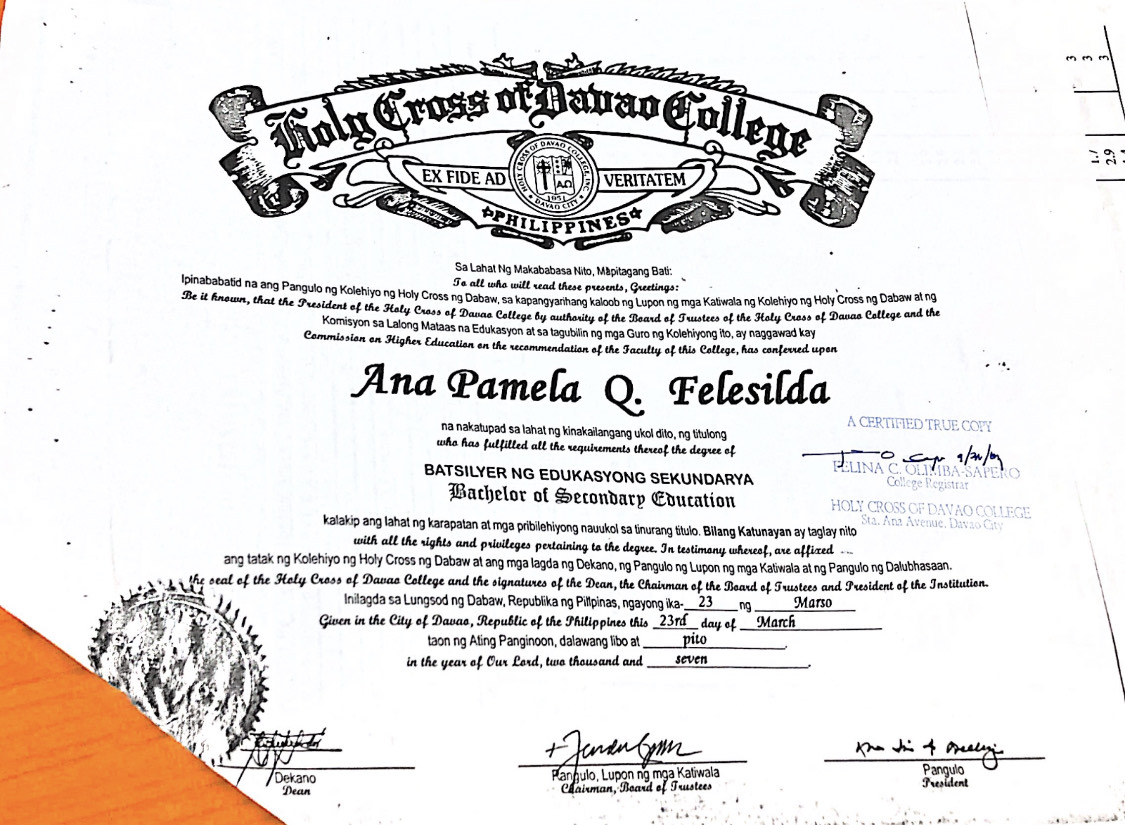 Holy Cross of Davao College
EX FIDE AD VERITATEM
HOLY CROSS OF DAVAO COLLEGE, INC.
1951
DAVAO CITY
PHILIPPINES
Sa Lahat Ng Makababasa Nito, Mapitagang Bati:
To all who will read these presents, Greetings:
Ipinababatid na ang Pangulo ng Kolehiyo ng Holy Cross ng Dabaw, sa kapangyarihang kaloob ng Lupon ng mga Katiwala ng Kolehiyo ng Holy Cross ng Dabaw at ng
Be it known, that the President of the Holy Cross of Davao College by authority of the Board of Trustees of the Holy Cross of Davao College and the
Komisyon sa Lalong Mataas na Edukasyon at sa tagubilin ng mga Guro ng Kolehiyong ito, ay naggawad kay
Commission on Higher Education on the recommendation of the Faculty of this College, has conferred upon
Ana Pamela Q. Felesilda
na nakatupad sa lahat ng kinakailangang ukol dito, ng titulong
who has fulfilled all the requirements thereof the degree of
BATSILYER NG EDUKASYONG SEKUNDARYA
Bachelor of Secondary Education
A CERTIFIED TRUE COPY
FELINA C. OLIMBA-SAPERO
College Registrar
HOLY CROSS OF DAVAO COLLEGE
Sta. Ana Avenue, Davao City
kalakip ang lahat ng karapatan at mga pribilehiyong nauukol sa tinurang titulo. Bilang Katunayan ay taglay nito
with all the rights and privileges pertaining to the degree. In testimony whereof, are affixed
ang tatak ng Kolehiyo ng Holy Cross ng Dabaw at ang mga lagda ng Dekano, ng Pangulo ng Lupon ng mga Katiwala at ng Pangulo ng Dalubhasaan.
the seal of the Holy Cross of Davao College and the signatures of the Dean, the Chairman of the Board of Trustees and President of the Institution.
Inilagda sa Lungsod ng Dabaw, Republika ng Pilipinas, ngayong ika- 23 ng Marso
Given in the City of Davao, Republic of the Philippines this 23rd day of March
taon ng Ating Panginoon, dalawang libo at pito
in the year of Our Lord, two thousand and seven
Dekano
Dean
Pangulo, Lupon ng mga Katiwala
Chairman, Board of Trustees
Pangulo
President